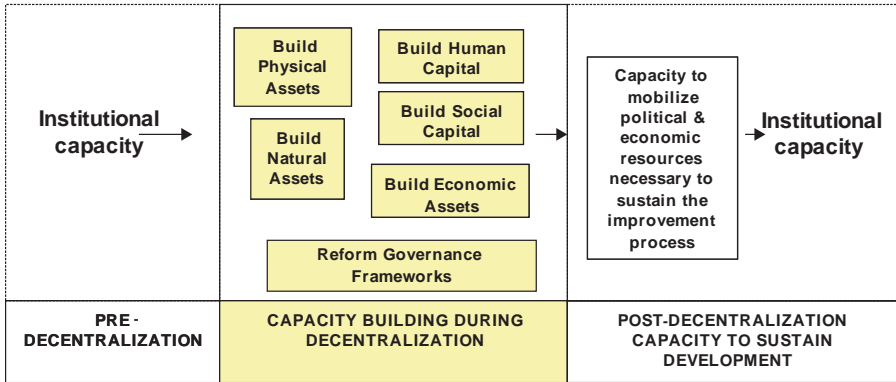 Institutional
capacity
Build
Physical
Assets
Build Human
Capital
Build Social
Capital
Build
Natural
Assets
Build Economic
Assets
Reform Governance
Frameworks
Capacity to
mobilize
political &
economic
resources
necessary to
sustain the
improvement
process
Institutional
capacity
PRE -
DECENTRALIZATION
CAPACITY BUILDING DURING
DECENTRALIZATION
POST-DECENTRALIZATION
CAPACITY TO SUSTAIN
DEVELOPMENT